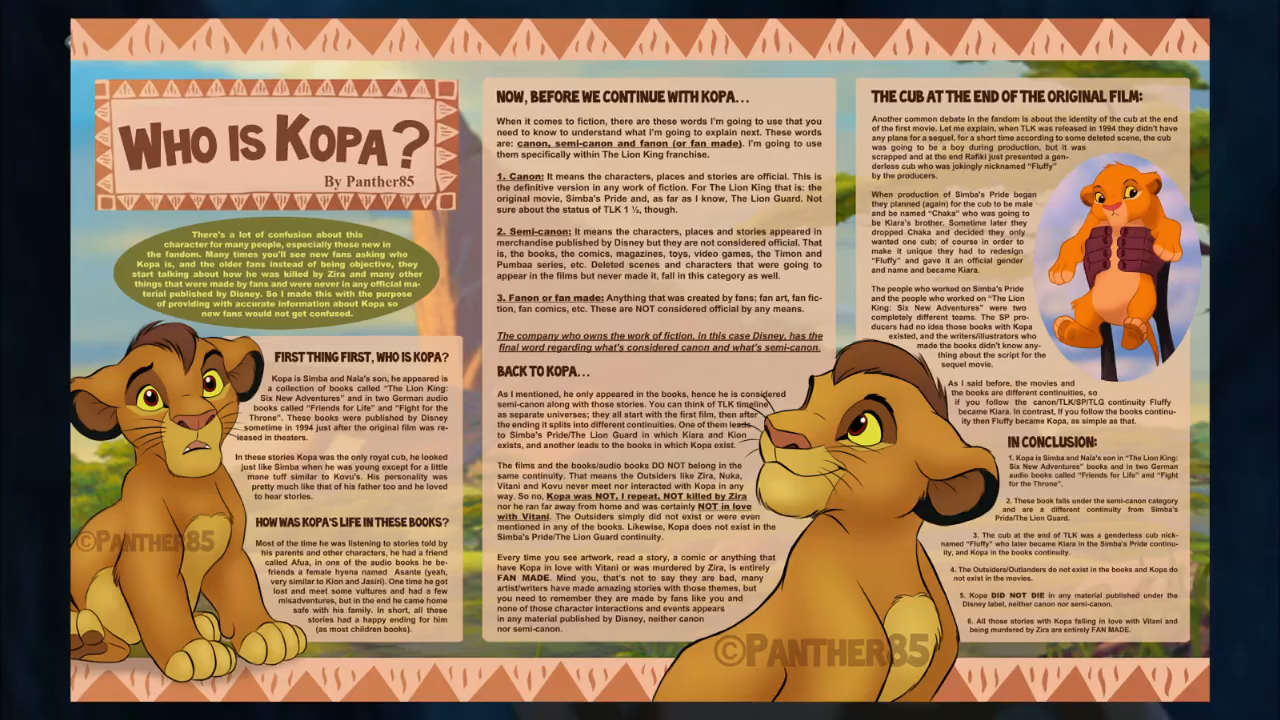 WHO IS KOPA?
By Panther85
There's a lot of confusion about this
character for many people, especially those new in
the fandom. Many times you'll see new fans asking who
Kopa is, and the older fans instead of being objective, they
start talking about how he was killed by Zira and many other
things that were made by fans and were never in any official ma-
terial published by Disney. So I made this with the purpose
of providing with accurate information about Kopa so
new fans would not get confused.
FIRST THING FIRST, WHO IS KOPA?
Kopa is Simba and Nala's son, he appeared is
a collection of books called "The Lion King:
Six New Adventures" and in two German audio
books called "Friends for Life" and "Fight for the
Throne". These books were published by Disney
sometime in 1994 just after the original film was re-
leased in theaters.
In these stories Kopa was the only royal cub, he looked
just like Simba when he was young except for a little
mane tuff similar to Kovu's. His personality was
pretty much like that of his father too and he loved
to hear stories.
HOW WAS KOPA'S LIFE IN THESE BOOKS?
Most of the time he was listening to stories told by
his parents and other characters, he had a friend
called Afua, in one of the audio books he be-
friends a female hyena named Asante (yeah,
very similar to Kion and Jasiri). One time he got
lost and meet some vultures and had a few
misadventures, but in the end he came home
safe with his family. In short, all these
stories had a happy ending for him
(as most children books).
©PANTHER85
NOW, BEFORE WE CONTINUE WITH KOPA...
When it comes to fiction, there are these words I'm going to use that you
need to know to understand what I'm going to explain next. These words
are: canon, semi-canon and fanon (or fan made). I'm going to use
them specifically within The Lion King franchise.
1. Canon: It means the characters, places and stories are official. This is
the definitive version in any work of fiction. For The Lion King that is: the
original movie, Simba's Pride and, as far as I know, The Lion Guard. Not
sure about the status of TLK 1 ½, though.
2. Semi-canon: It means the characters, places and stories appeared in
merchandise published by Disney but they are not considered official. That
is, the books, the comics, magazines, toys, video games, the Timon and
Pumbaa series, etc. Deleted scenes and characters that were going to
appear in the films but never made it, fall in this category as well.
3. Fanon or fan made: Anything that was created by fans; fan art, fan fic-
tion, fan comics, etc. These are NOT considered official by any means.
The company who owns the work of fiction, in this case Disney, has the
final word regarding what's considered canon and what's semi-canon.
BACK TO KOPA...
As I mentioned, he only appeared in the books, hence he is considered
semi-canon along with those stories. You can think of TLK timeline
as separate universes; they all start with the first film, then after
the ending it splits into different continuities. One of them leads
to Simba's Pride/The Lion Guard in which Kiara and Kion
exists, and another leads to the books in which Kopa exist.
The films and the books/audio books DO NOT belong in the
same continuity. That means the Outsiders like Zira, Nuka,
Vitani and Kovu never meet nor interacted with Kopa in any
way. So no, Kopa was NOT, I repeat, NOT killed by Zira
nor he ran far away from home and was certainly NOT in love
with Vitani. The Outsiders simply did not exist or were even
mentioned in any of the books. Likewise, Kopa does not exist in the
Simba's Pride/The Lion Guard continuity.
Every time you see artwork, read a story, a comic or anything that
have Kopa in love with Vitani or was murdered by Zira, is entirely
FAN MADE. Mind you, that's not to say they are bad, many
artist/writers have made amazing stories with those themes, but
you need to remember they are made by fans like you and
none of those character interactions and events appears
in any material published by Disney, neither canon
nor semi-canon.
©PANTHER85
THE CUB AT THE END OF THE ORIGINAL FILM:
Another common debate in the fandom is about the identity of the cub at the end
of the first movie. Let me explain, when TLK was released in 1994 they didn't have
any plans for a sequel, for a short time according to some deleted scene, the cub
was going to be a boy during production, but it was
scrapped and at the end Rafiki just presented a gen-
derless cub who was jokingly nicknamed "Fluffy"
by the producers.
When production of Simba's Pride began
they planned (again) for the cub to be male
and be named "Chaka" who was going to
be Kiara's brother. Sometime later they
dropped Chaka and decided they only
wanted one cub; of course in order to
make it unique they had to redesign
"Fluffy" and gave it an official gender
and name and became Kiara.
The people who worked on Simba's Pride
and the people who worked on "The Lion
King: Six New Adventures" were two
completely different teams. The SP pro-
ducers had no idea those books with Kopa
existed, and the writers/illustrators who
made the books didn't know any-
thing about the script for the
sequel movie.
As I said before, the movies and
the books are different continuities, so
if you follow the canon/TLK/SP/TLG continuity Fluffy
became Kiara. In contrast, If you follow the books continu-
ity then Fluffy became Kopa, as simple as that.
IN CONCLUSION:
1. Kopa is Simba and Nala's son in "The Lion King:
Six New Adventures" books and in two German
audio books called "Friends for Life" and "Fight
for the Throne".
2. These book falls under the semi-canon category
and are a different continuity from Simba's
Pride/The Lion Guard.
3. The cub at the end of TLK was a genderless cub nick-
named "Fluffy" who later became Kiara in the Simba's Pride continu-
ity, and Kopa in the books continuity.
4. The Outsiders/Outlanders do not exist in the books and Kopa do
not exist in the movies.
5. Kopa DID NOT DIE in any material published under the
Disney label, neither canon nor semi-canon.
6. All those stories with Kopa falling in love with Vitani and
being murdered by Zira are entirely FAN MADE.